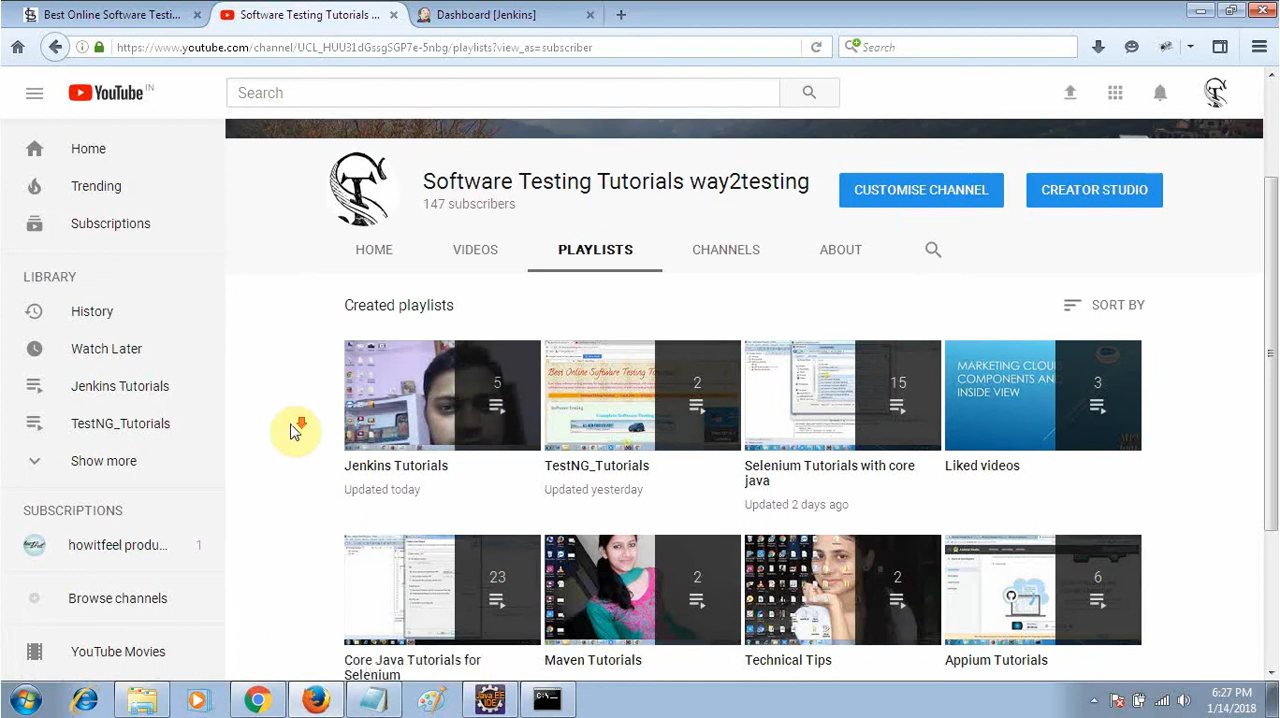 Best Online Software Testi...
Software Testing Tutorials ...
Dashboard [Jenkins]
https://www.youtube.com/channel/UCL_HUU31dGssgSGP7e-5nbg/playlists?view_as=subscriber
Search
YouTube IN
Search
Home
Trending
Subscriptions
LIBRARY
History
Watch Later
Jenkins Tutorials
TestNG_Tutorials
Show more
SUBSCRIPTIONS
howitfeel produ...
1
Browse channels
YouTube Movies
Software Testing Tutorials way2testing
147 subscribers
CUSTOMISE CHANNEL
CREATOR STUDIO
HOME
VIDEOS
PLAYLISTS
CHANNELS
ABOUT
Created playlists
SORT BY
5
2
15
MARKETING CLOUD
COMPONENTS AND
INSIDE VIEW
3
Jenkins Tutorials
Updated today
TestNG_Tutorials
Updated yesterday
Selenium Tutorials with core
java
Updated 2 days ago
Liked videos
23
2
2
6
Core Java Tutorials for
Selenium
Maven Tutorials
Technical Tips
Appium Tutorials
Java EE
IDE
6:27 PM
1/14/2018